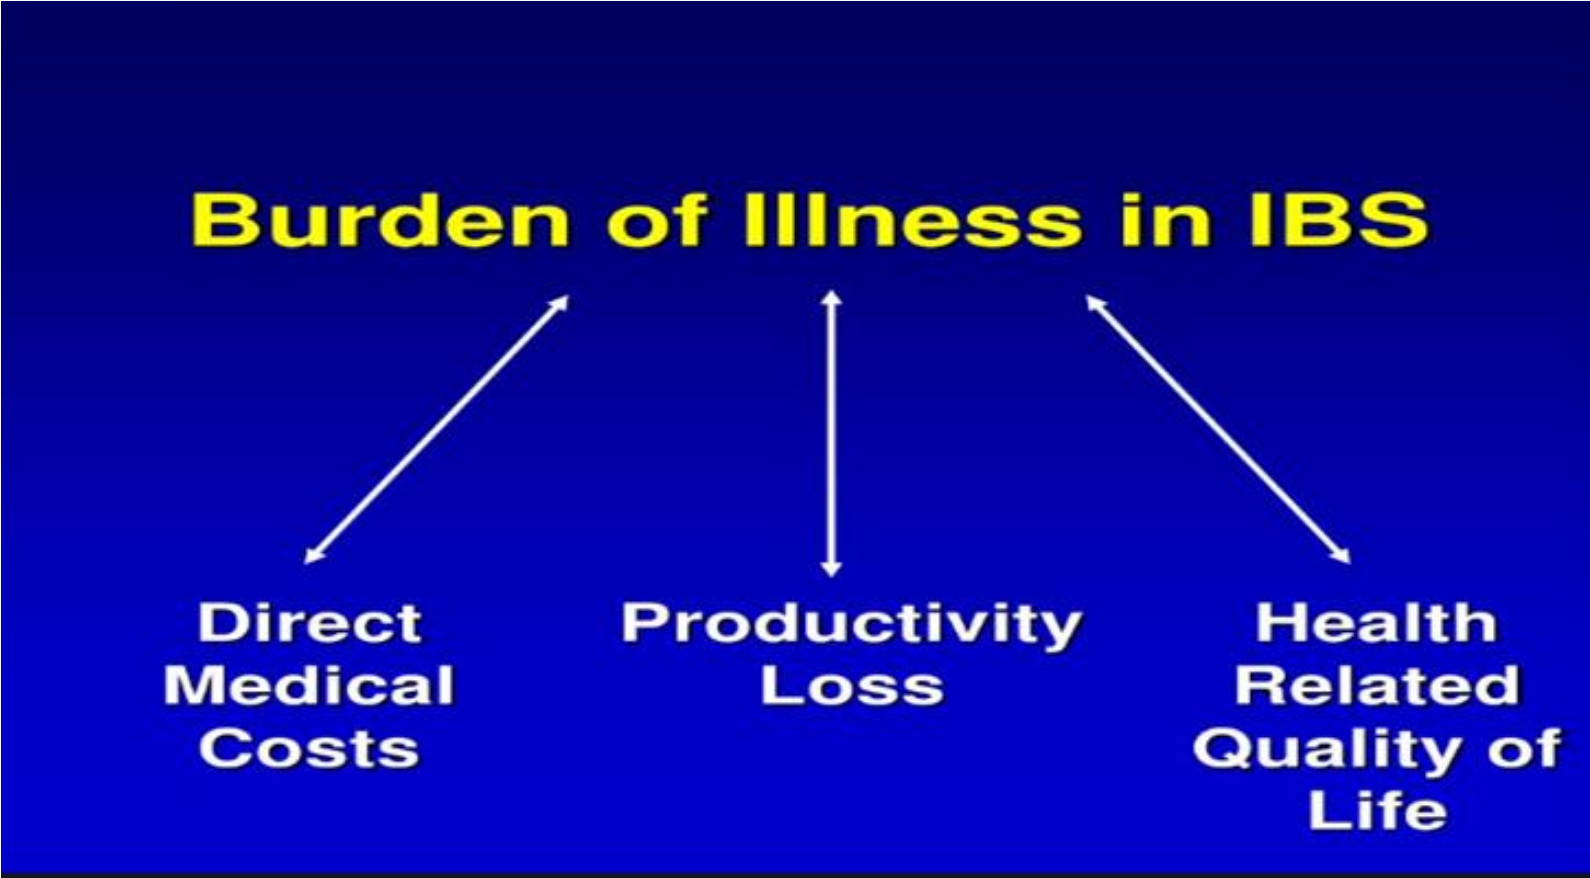 Burden of Illness in IBS
Direct
Medical
Costs
Productivity
Loss
Health
Related
Quality of
Life